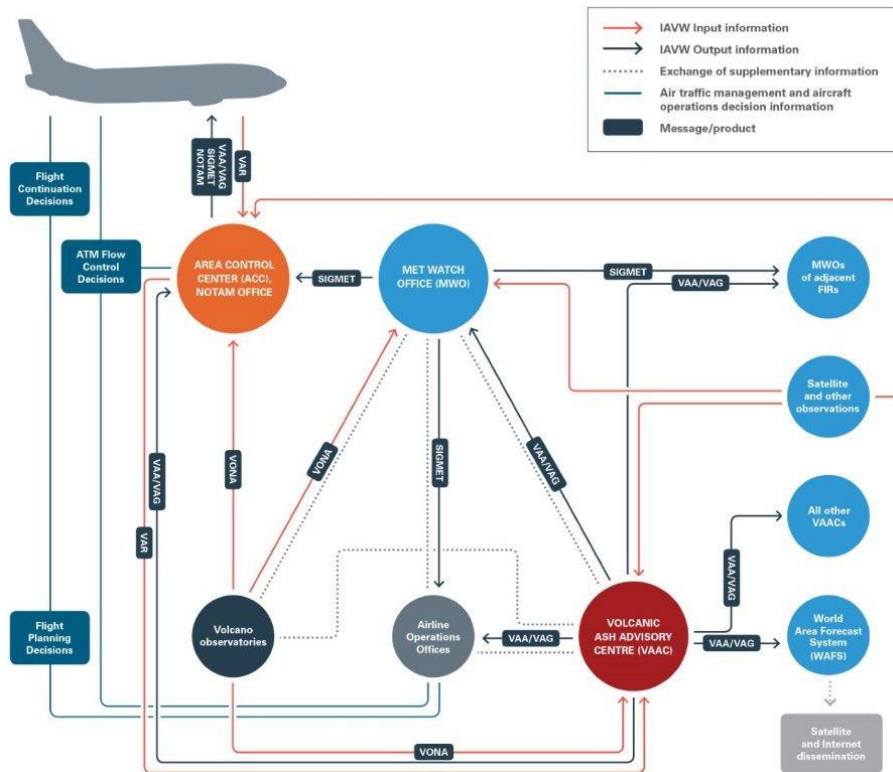 IAVW Input information
IAVW Output information
Exchange of supplementary information
Air traffic management and aircraft
operations decision information
Message/product
VAA/VAG
SIGMET
NOTAM
VAR
Flight
Continuation
Decisions
ATM Flow
Control
Decisions
AREA CONTROL
CENTER (ACC),
NOTAM OFFICE
SIGMET
MET WATCH
OFFICE (MWO)
SIGMET
VAA/VAG
MWOs
of adjacent
FIRs
Satellite
and other
observations
VAA/VAG
VAR
VONA
VONA
SIGMET
VAA/VAG
All other
VAACs
VAA/VAG
Flight
Planning
Decisions
Volcano
observatories
Airline
Operations
Offices
VAA/VAG
VOLCANIC
ASH ADVISORY
CENTRE (VAAC)
VAA/VAG
World
Area Forecast
System
(WAFS)
VONA
Satellite
and Internet
dissemination